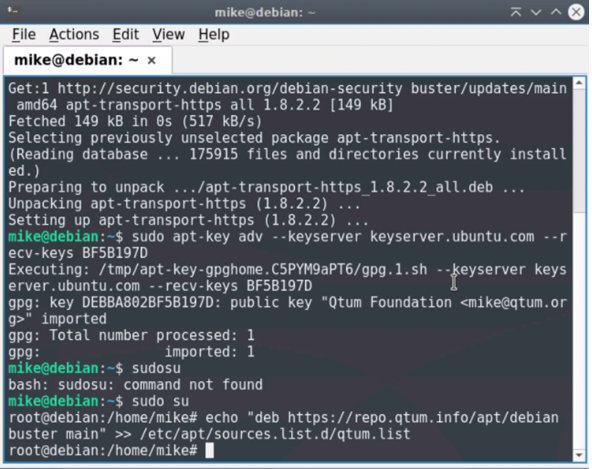 mike@debian: ~
File Actions Edit View Help
mike@debian: ~ ×
Get:1 http://security.debian.org/debian-security buster/updates/main
amd64 apt-transport-https all 1.8.2.2 [149 kB]
Fetched 149 kB in 0s (517 kB/s)
Selecting previously unselected package apt-transport-https.
(Reading database ... 175915 files and directories currently install
ed.)
Preparing to unpack .../apt-transport-https_1.8.2.2_all.deb ...
Unpacking apt-transport-https (1.8.2.2) ...
Setting up apt-transport-https (1.8.2.2) ...
mike@debian:~$ sudo apt-key adv --keyserver keyserver.ubuntu.com --r
ecv-keys BF5B197D
Executing: /tmp/apt-key-gpghome.C5PYM9aPT6/gpg.1.sh --keyserver keys
erver.ubuntu.com --recv-keys BF5B197D
gpg: key DEBBA802BF5B197D: public key "Qtum Foundation <mike@qtum.or
g>" imported
gpg: Total number processed: 1
gpg: imported: 1
mike@debian:~$ sudosu
bash: sudosu: command not found
mike@debian:~$ sudo su
root@debian:/home/mike# echo "deb https://repo.qtum.info/apt/debian
buster main" >> /etc/apt/sources.list.d/qtum.list
root@debian:/home/mike#